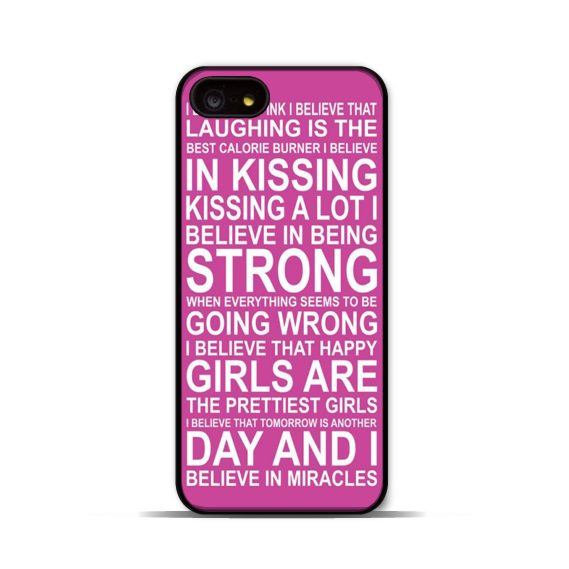 I INK I BELIEVE THAT
LAUGHING IS THE
BEST CALORIE BURNER I BELIEVE
IN KISSING
KISSING A LOT I
BELIEVE IN BEING
STRONG
WHEN EVERYTHING SEEMS TO BE
GOING WRONG
I BELIEVE THAT HAPPY
GIRLS ARE
THE PRETTIEST GIRLS
I BELIEVE THAT TOMORROW IS ANOTHER
DAY AND I
BELIEVE IN MIRACLES